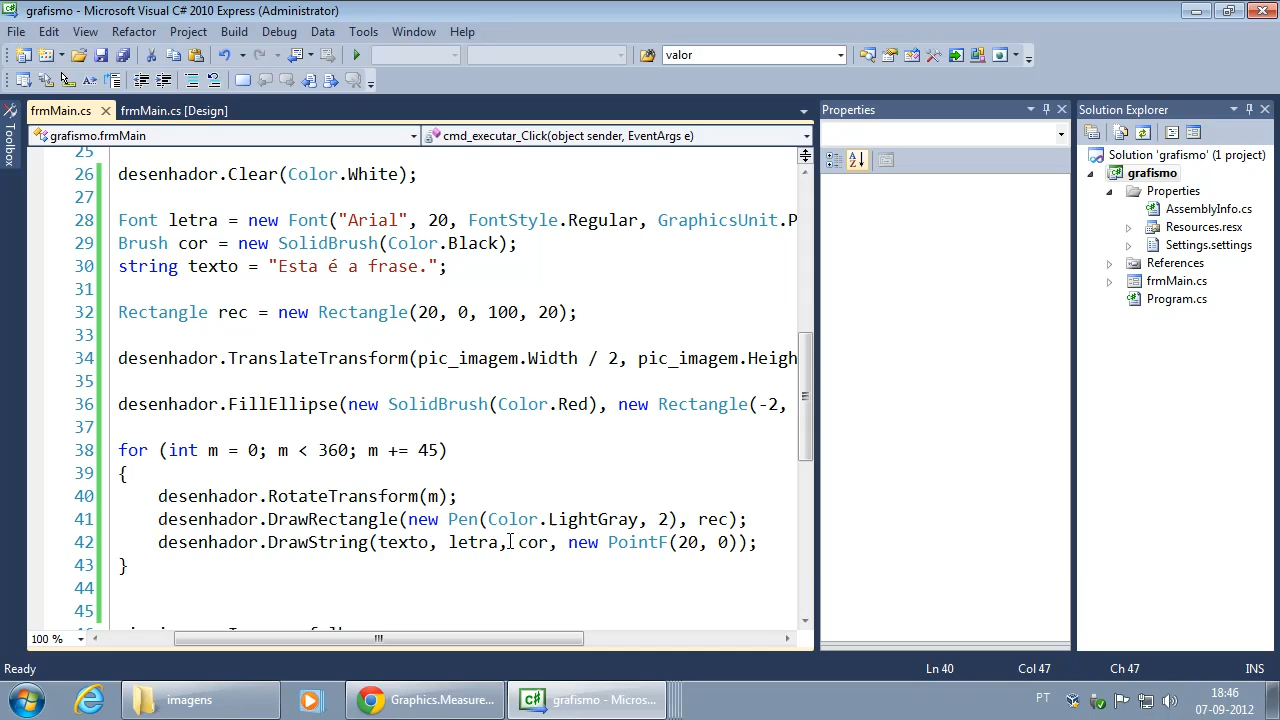 grafismo - Microsoft Visual C# 2010 Express (Administrator)
File Edit View Refactor Project Build Debug Data Tools Window Help
valor
frmMain.cs frmMain.cs [Design]
Properties
Solution Explorer
grafismo.frmMain cmd_executar_Click(object sender, EventArgs e)
Solution 'grafismo' (1 project)
grafismo
Properties
AssemblyInfo.cs
Resources.resx
Settings.settings
References
frmMain.cs
Program.cs
25
26 desenhador.Clear(Color.White);
27
28 Font letra = new Font("Arial", 20, FontStyle.Regular, GraphicsUnit.P
29 Brush cor = new SolidBrush(Color.Black);
30 string texto = "Esta é a frase.";
31
32 Rectangle rec = new Rectangle(20, 0, 100, 20);
33
34 desenhador.TranslateTransform(pic_imagem.Width / 2, pic_imagem.Heigh
35
36 desenhador.FillEllipse(new SolidBrush(Color.Red), new Rectangle(-2,
37
38 for (int m = 0; m < 360; m += 45)
39 {
40 desenhador.RotateTransform(m);
41 desenhador.DrawRectangle(new Pen(Color.LightGray, 2), rec);
42 desenhador.DrawString(texto, letra, cor, new PointF(20, 0));
43 }
44
45
100 %
Ready Ln 40 Col 47 Ch 47 INS
imagens Graphics.Measure... grafismo - Micros... PT 18:46
07-09-2012